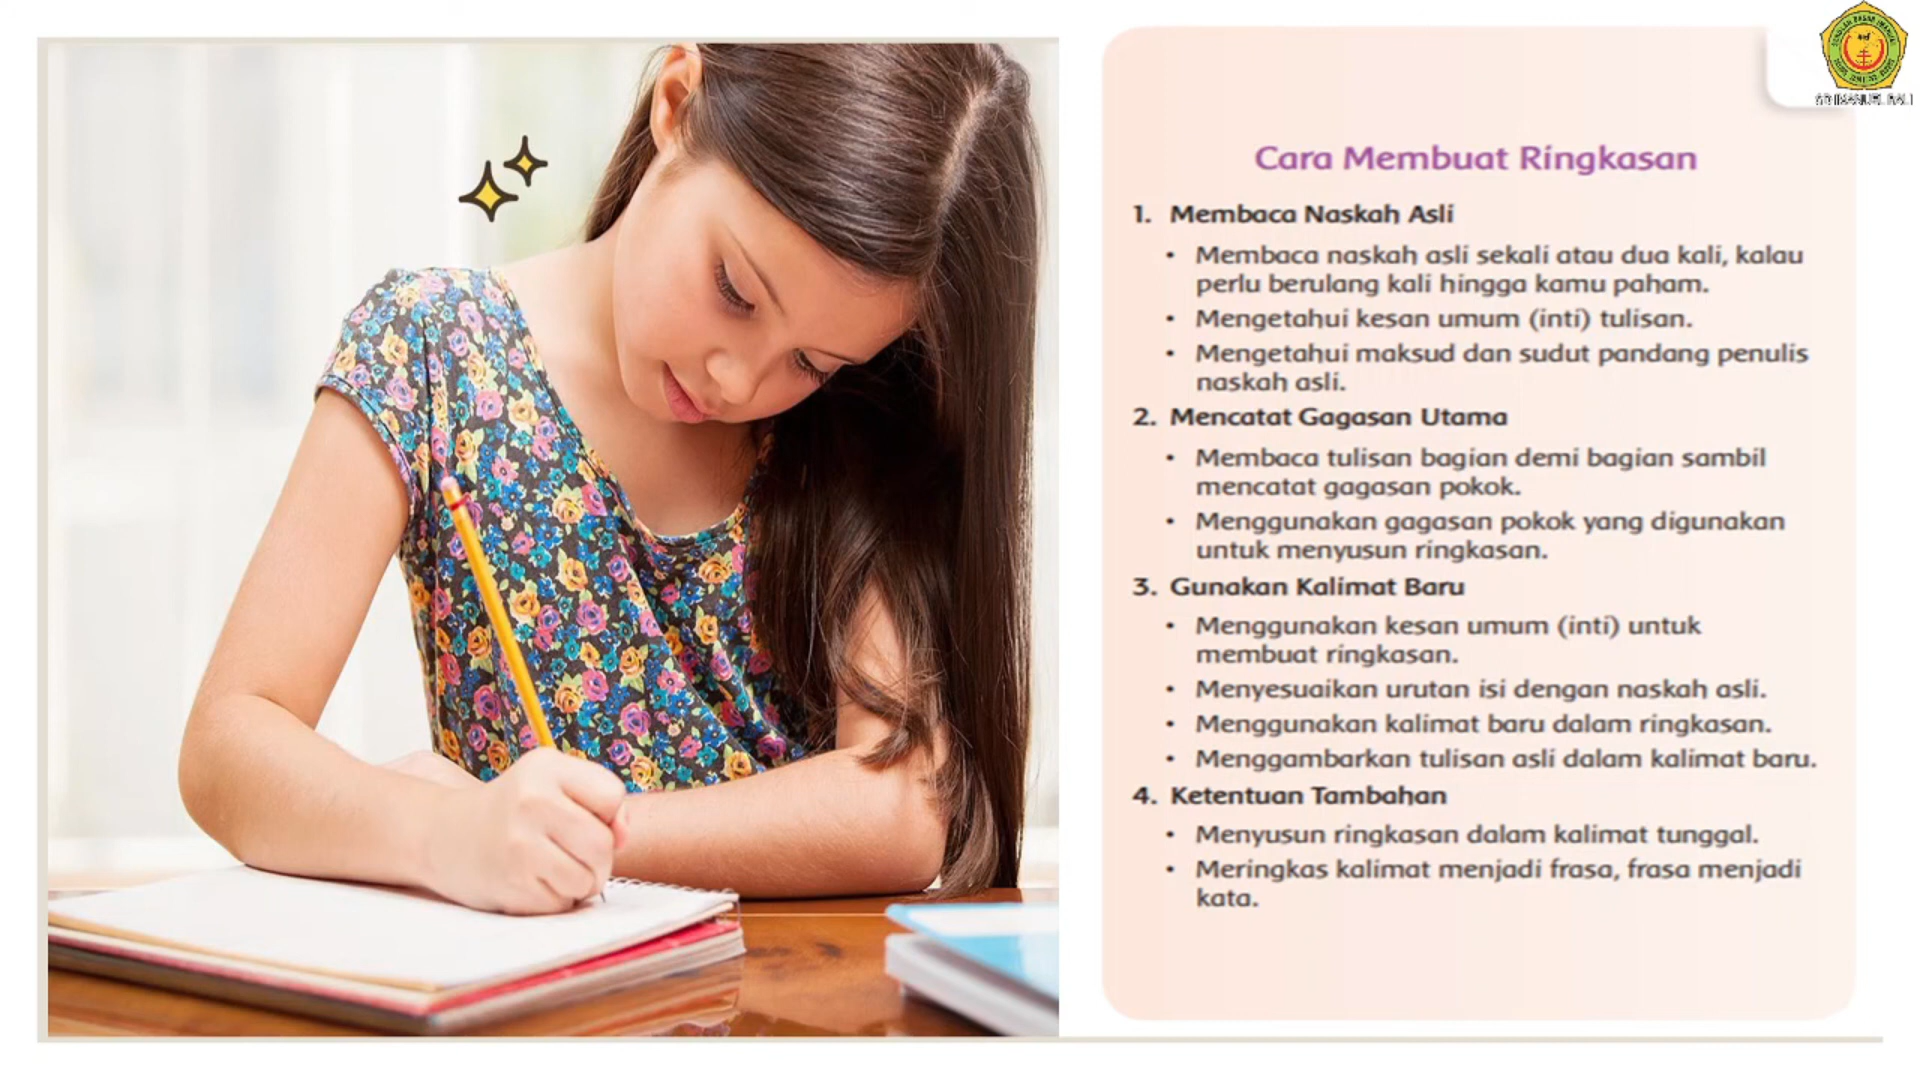 Cara Membuat Ringkasan
1. Membaca Naskah Asli
• Membaca naskah asli sekali atau dua kali, kalau
perlu berulang kali hingga kamu paham.
• Mengetahui kesan umum (inti) tulisan.
• Mengetahui maksud dan sudut pandang penulis
naskah asli.
2. Mencatat Gagasan Utama
• Membaca tulisan bagian demi bagian sambil
mencatat gagasan pokok.
• Menggunakan gagasan pokok yang digunakan
untuk menyusun ringkasan.
3. Gunakan Kalimat Baru
• Menggunakan kesan umum (inti) untuk
membuat ringkasan.
• Menyesuaikan urutan isi dengan naskah asli.
• Menggunakan kalimat baru dalam ringkasan.
• Menggambarkan tulisan asli dalam kalimat baru.
4. Ketentuan Tambahan
• Menyusun ringkasan dalam kalimat tunggal.
• Meringkas kalimat menjadi frasa, frasa menjadi
kata.